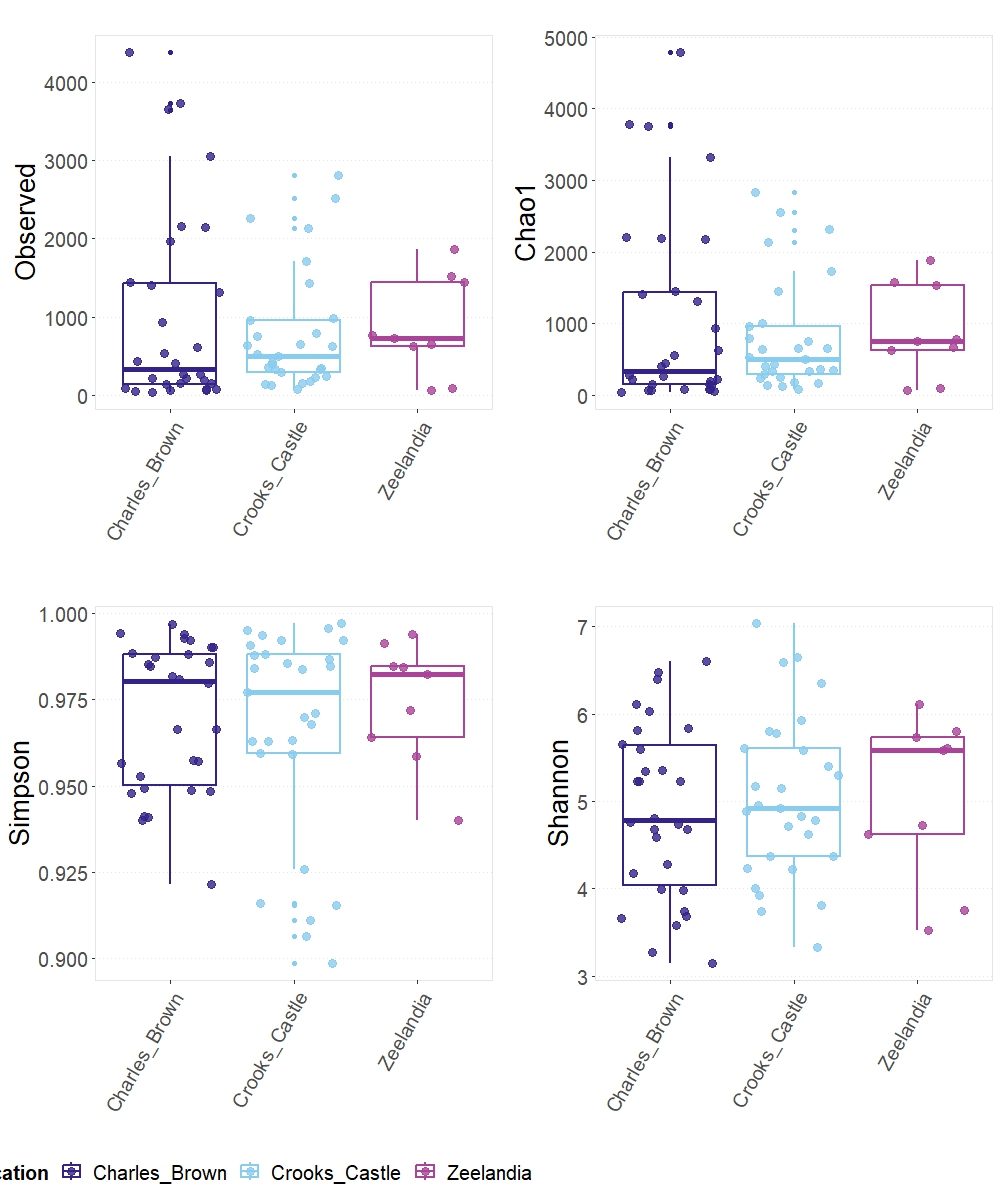 Observed
4000
3000
2000
1000
0
Charles_Brown
Crooks_Castle
Zeelandia
Chao1
5000
4000
3000
2000
1000
0
Charles_Brown
Crooks_Castle
Zeelandia
Simpson
1.000
0.975
0.950
0.925
0.900
Charles_Brown
Crooks_Castle
Zeelandia
Shannon
7
6
5
4
3
Charles_Brown
Crooks_Castle
Zeelandia
cation Charles_Brown Crooks_Castle Zeelandia